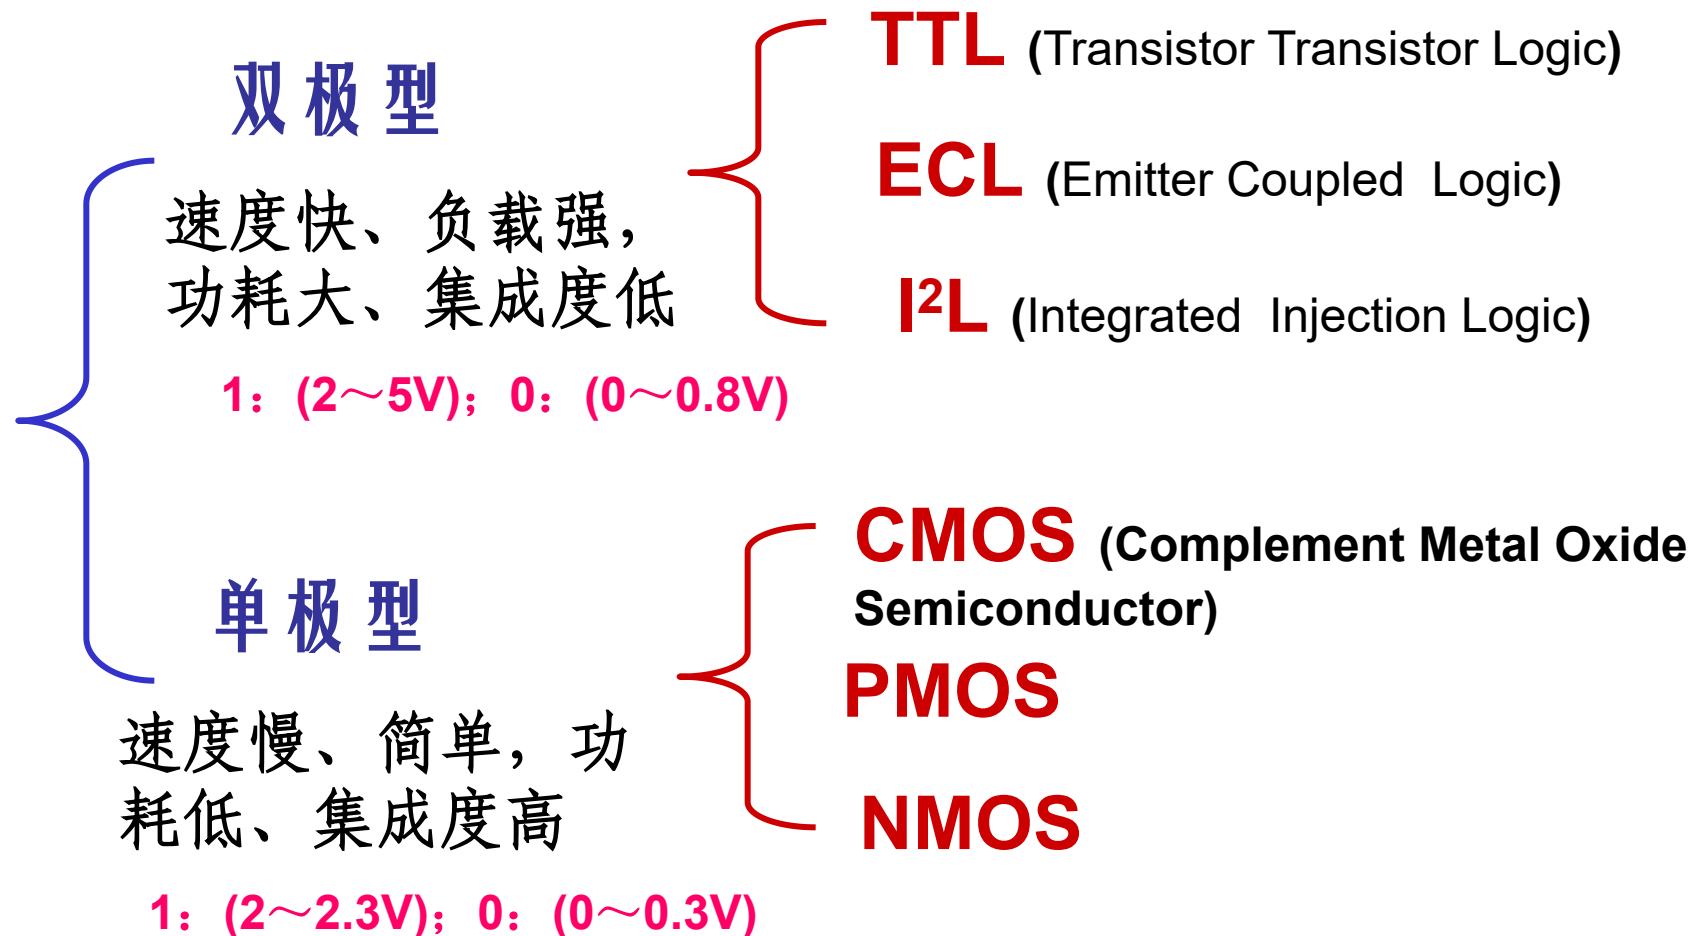 双极型
速度快、负载强，
功耗大、集成度低
1：(2～5V)；0：(0～0.8V)
TTL (Transistor Transistor Logic)
ECL (Emitter Coupled Logic)
I²L (Integrated Injection Logic)
单极型
速度慢、简单，功
耗低、集成度高
1：(2～2.3V)；0：(0～0.3V)
CMOS (Complement Metal Oxide
Semiconductor)
PMOS
NMOS